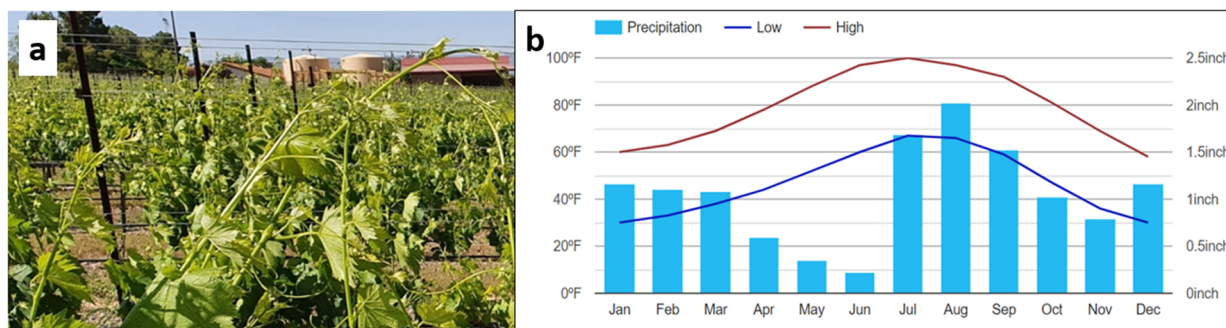 a
b
Precipitation Low High
100ºF 2.5inch
80ºF 2inch
60ºF 1.5inch
40ºF 1inch
20ºF 0.5inch
0ºF 0inch
Jan Feb Mar Apr May Jun Jul Aug Sep Oct Nov Dec